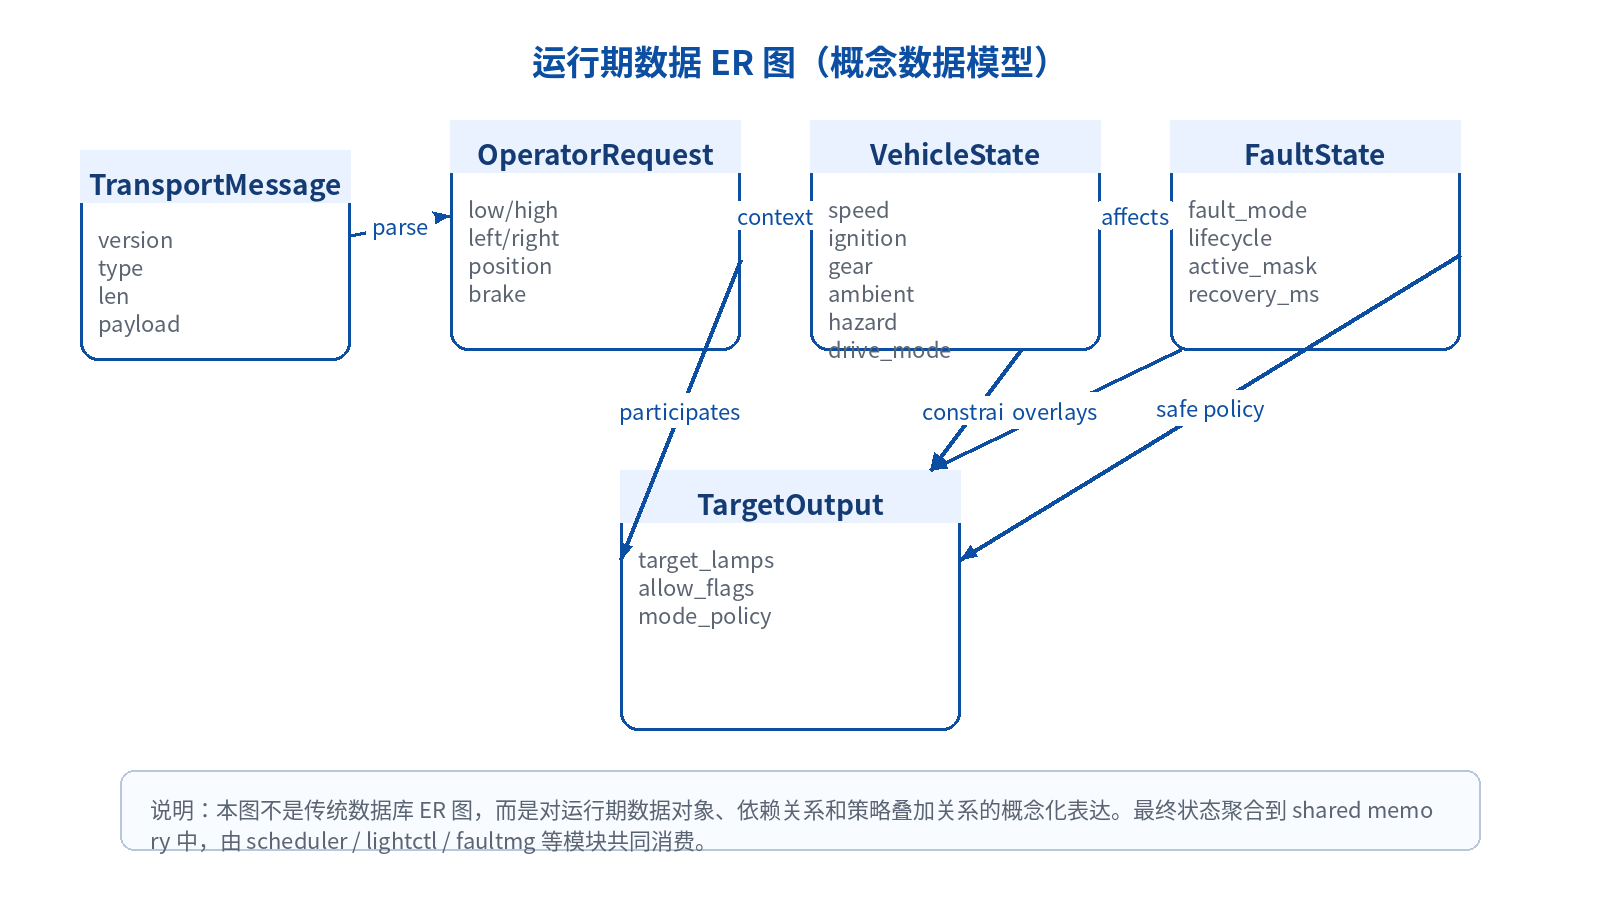 运行期数据 ER 图（概念数据模型）
TransportMessage
version
type
len
payload
parse
OperatorRequest
low/high
left/right
position
brake
context
VehicleState
speed
ignition
gear
ambient
hazard
drive_mode
affects
FaultState
fault_mode
lifecycle
active_mask
recovery_ms
participates
constrai
overlays
safe policy
TargetOutput
target_lamps
allow_flags
mode_policy
说明：本图不是传统数据库 ER 图，而是对运行期数据对象、依赖关系和策略叠加关系的概念化表达。最终状态聚合到 shared memo
ry 中，由 scheduler / lightctl / faultmg 等模块共同消费。